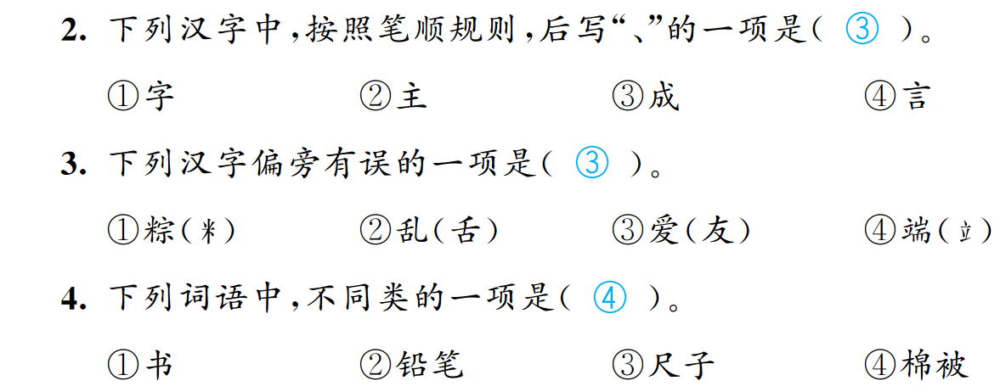 2. 下列汉字中,按照笔顺规则,后写“、”的一项是( ③ )。
①字 ②主 ③成 ④言
3. 下列汉字偏旁有误的一项是( ③ )。
①粽(⺮) ②乱(舌) ③爱(友) ④端(立)
4. 下列词语中,不同类的一项是( ④ )。
①书 ②铅笔 ③尺子 ④棉被